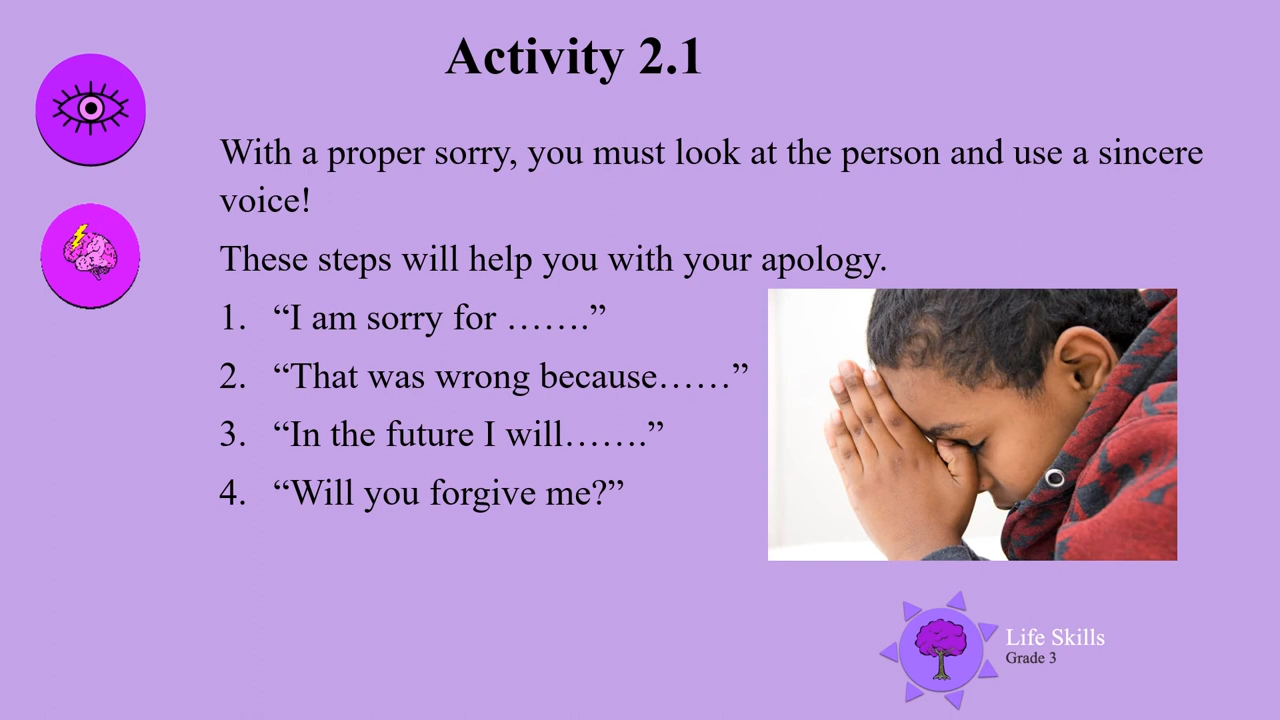 Activity 2.1
With a proper sorry, you must look at the person and use a sincere
voice!
These steps will help you with your apology.
1. “I am sorry for …….”
2. “That was wrong because……”
3. “In the future I will…….”
4. “Will you forgive me?”
Life Skills
Grade 3